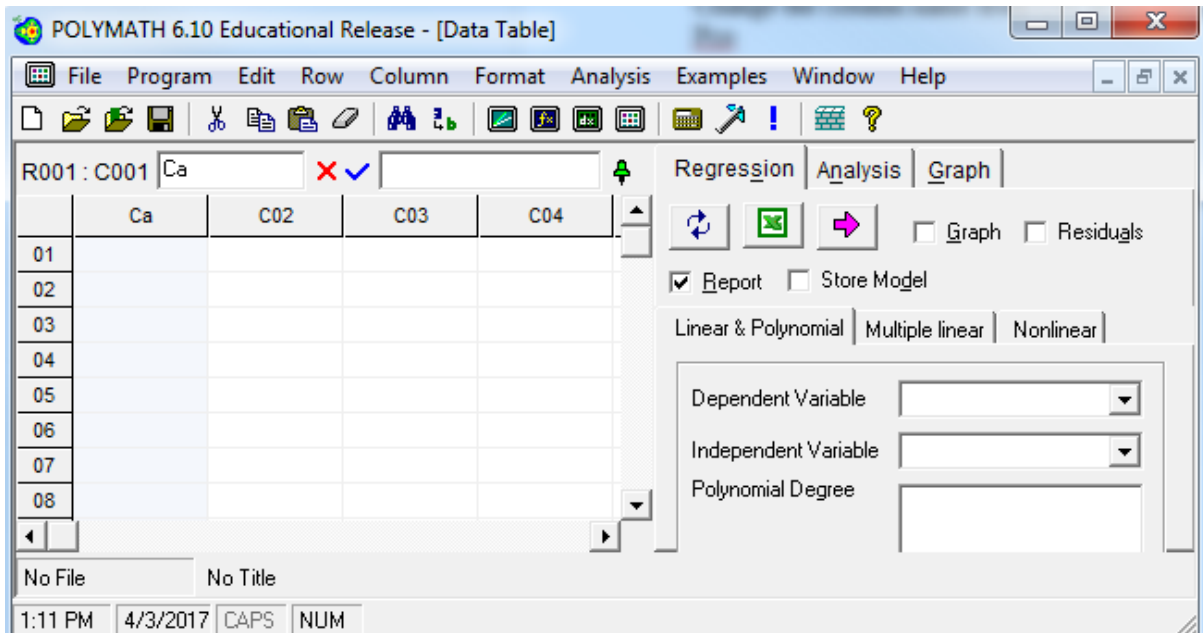 POLYMATH 6.10 Educational Release - [Data Table]
File Program Edit Row Column Format Analysis Examples Window Help
R001 : C001 Ca
Regression Analysis Graph
Ca C02 C03 C04
Graph Residuals
01
02
Report Store Model
03
Linear & Polynomial Multiple linear Nonlinear
04
05
Dependent Variable
06
07
Independent Variable
08
Polynomial Degree
No File No Title
1:11 PM 4/3/2017 CAPS NUM